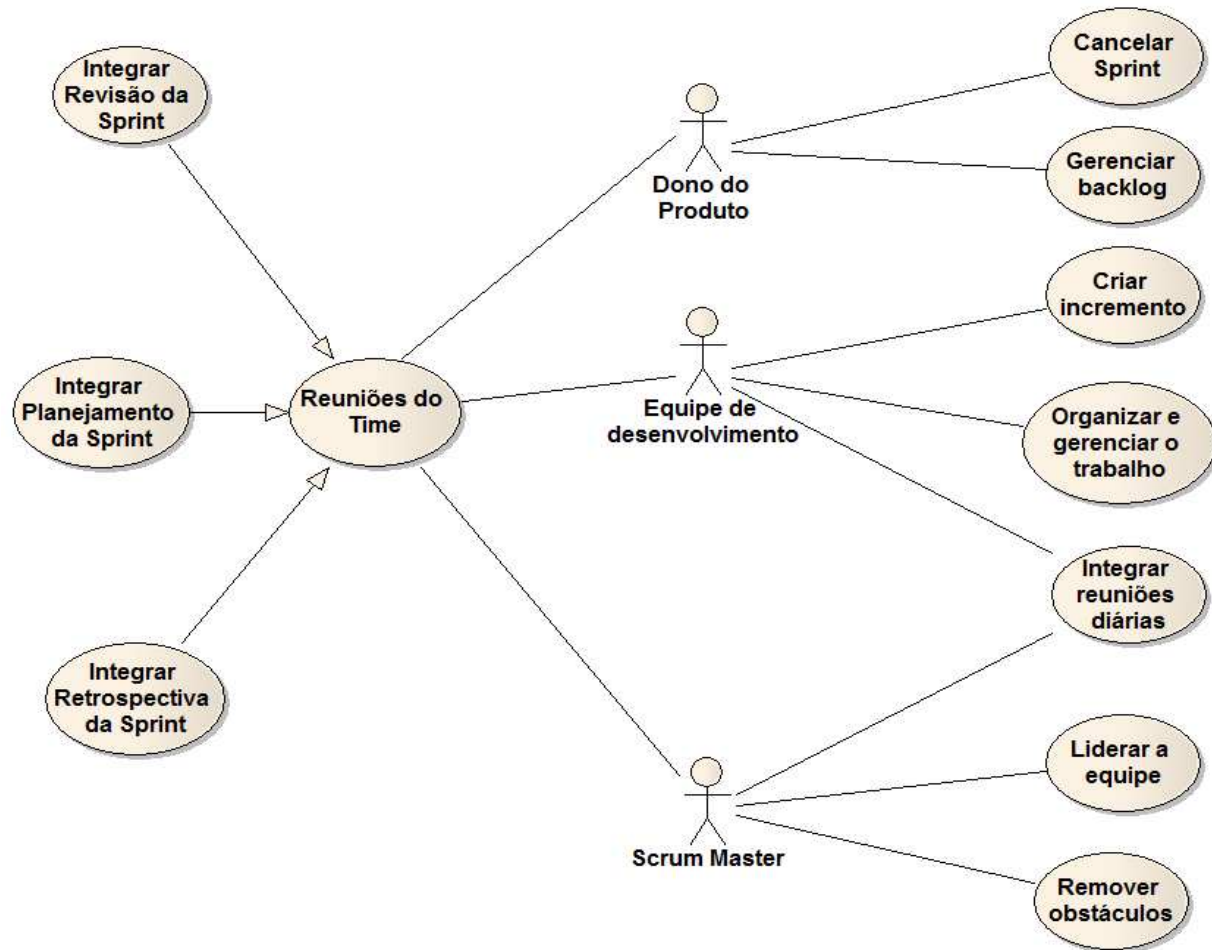 Integrar
Revisão da
Sprint
Integrar
Planejamento
da Sprint
Integrar
Retrospectiva
da Sprint
Reuniões do
Time
Dono do
Produto
Equipe de
desenvolvimento
Scrum Master
Cancelar
Sprint
Gerenciar
backlog
Criar
incremento
Organizar e
gerenciar o
trabalho
Integrar
reuniões
diárias
Liderar a
equipe
Remover
obstáculos